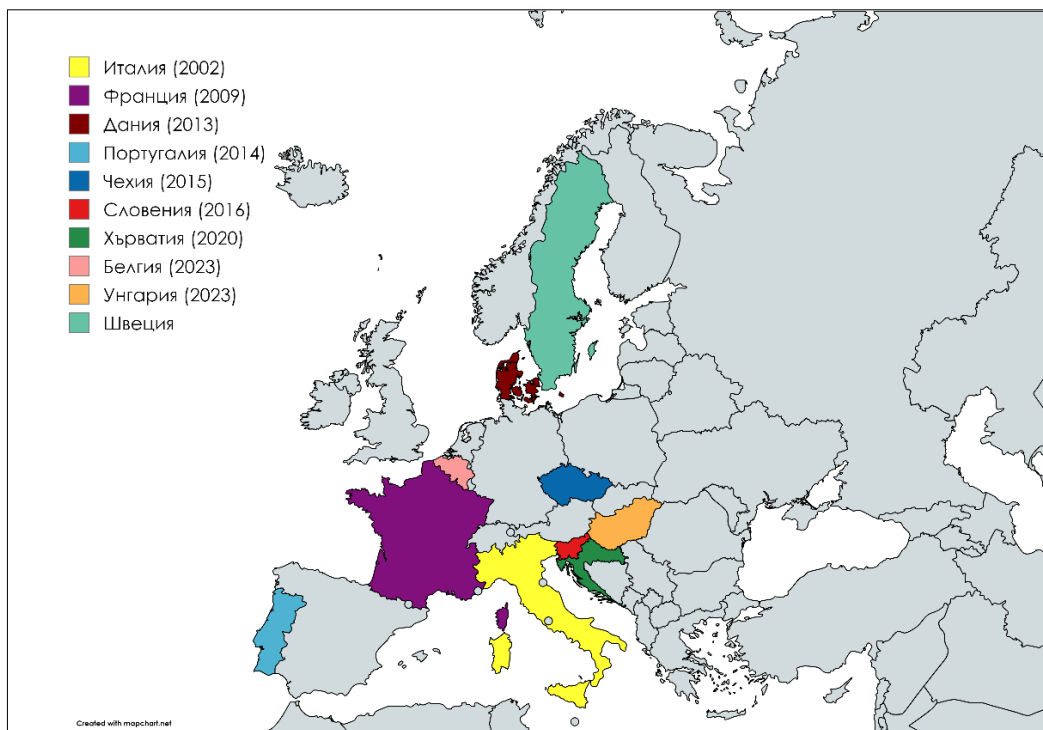 Италия (2002)
Франция (2009)
Дания (2013)
Португалия (2014)
Чехия (2015)
Словения (2016)
Хърватия (2020)
Белгия (2023)
Унгария (2023)
Швеция
Created with mapchart.net